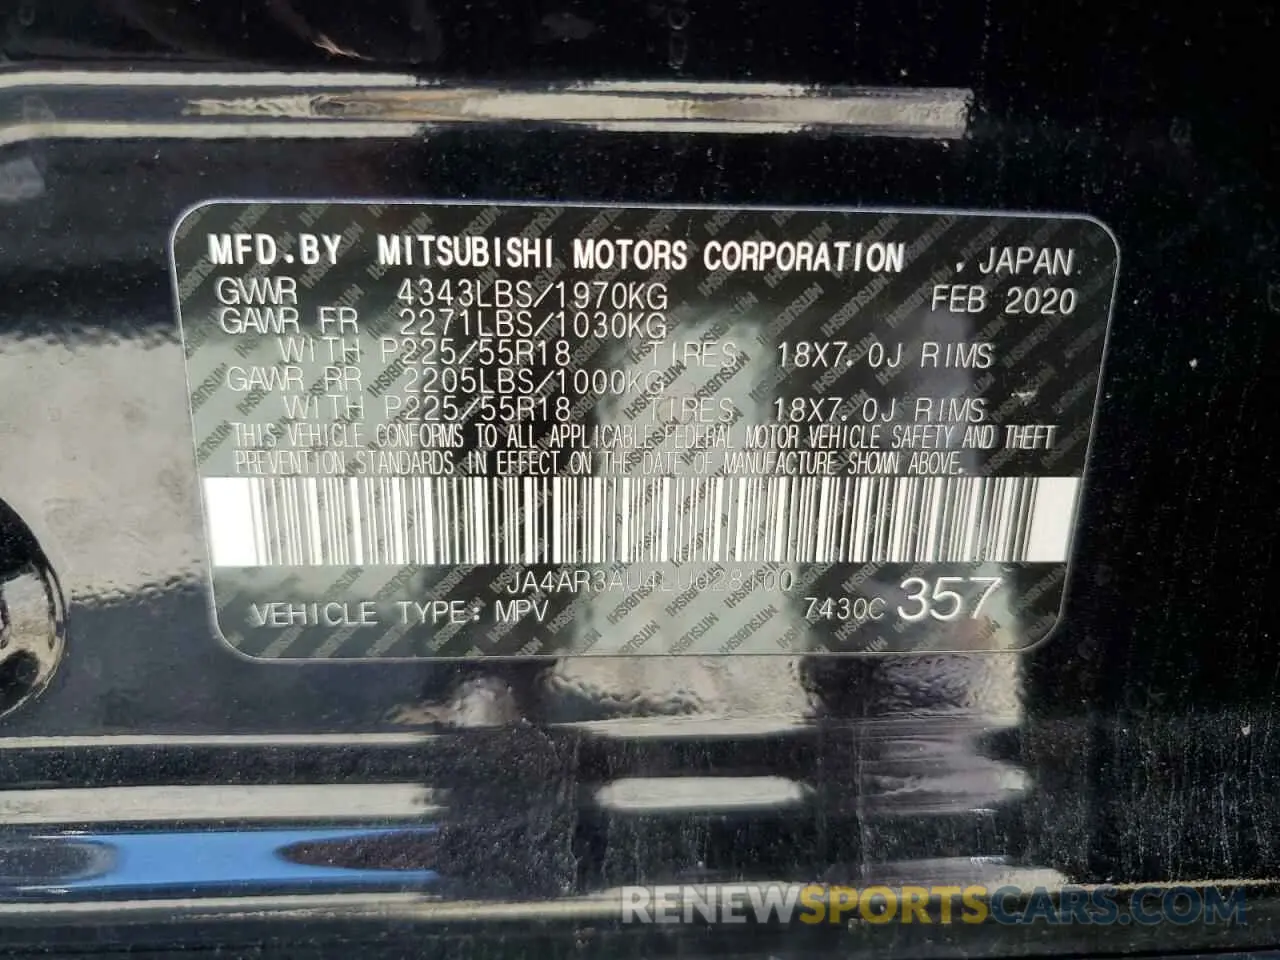 MFD.BY MITSUBISHI MOTORS CORPORATION , JAPAN
GVWR 4343LBS/1970KG FEB 2020
GAWR FR 2271LBS/1030KG
WITH P225/55R18 TIRES 18X7.0J RIMS
GAWR RR 2205LBS/1000KG
WITH P225/55R18 TIRES 18X7.0J RIMS
THIS VEHICLE CONFORMS TO ALL APPLICABLE FEDERAL MOTOR VEHICLE SAFETY AND THEFT
PREVENTION STANDARDS IN EFFECT ON THE DATE OF MANUFACTURE SHOWN ABOVE.
JA4AR3AU4LU028100
VEHICLE TYPE: MPV 7430C 357
RENEWSPORTSCARS.COM